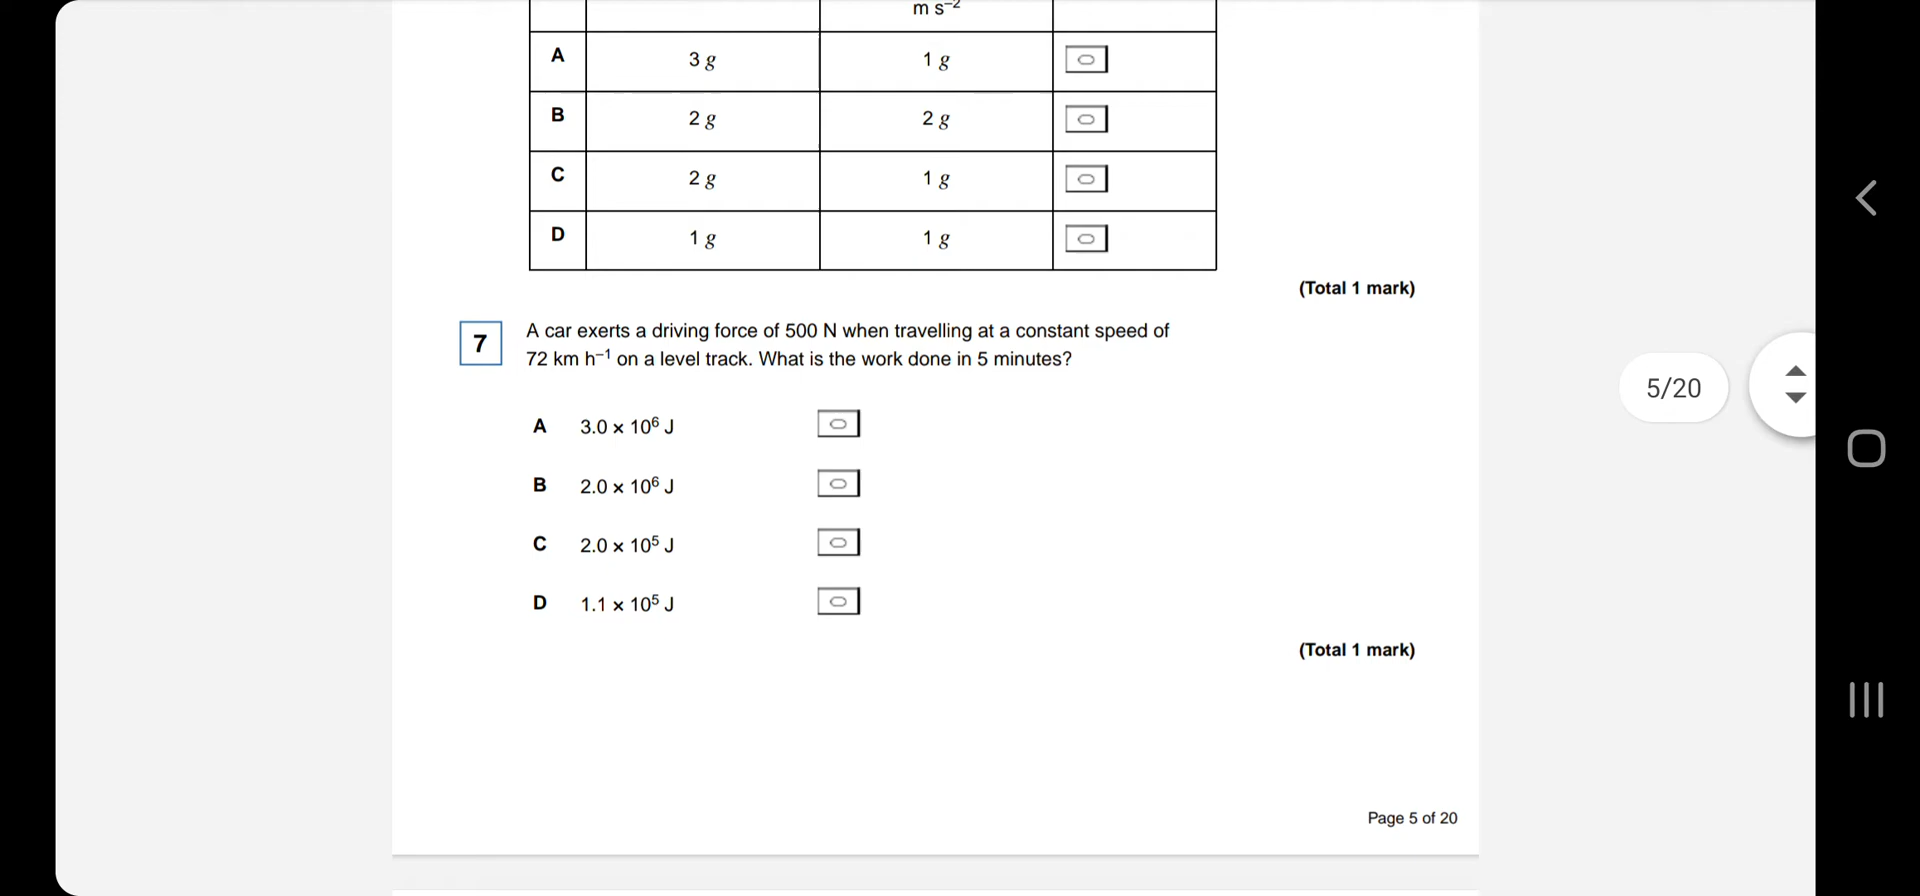 m s⁻²
A 3 g 1 g
B 2 g 2 g
C 2 g 1 g
D 1 g 1 g
(Total 1 mark)
7 A car exerts a driving force of 500 N when travelling at a constant speed of
72 km h⁻¹ on a level track. What is the work done in 5 minutes?
A 3.0 × 10⁶ J
B 2.0 × 10⁶ J
C 2.0 × 10⁵ J
D 1.1 × 10⁵ J
(Total 1 mark)
5/20
Page 5 of 20